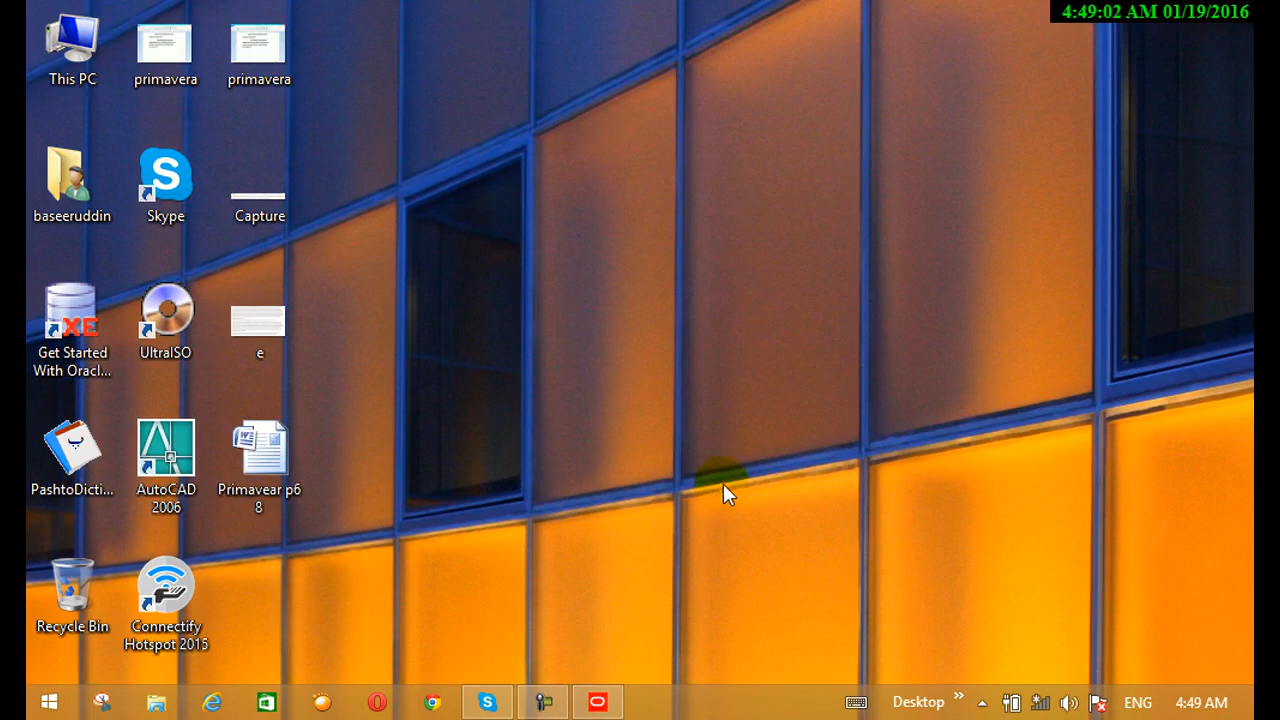 4:49:02 AM 01/19/2016
This PC
primavera
primavera
baseeruddin
Skype
Capture
Get Started
With Oracl...
UltraISO
e
PashtoDicti...
AutoCAD
2006
Primavear p6
8
Recycle Bin
Connectify
Hotspot 2015
Desktop
ENG
4:49 AM